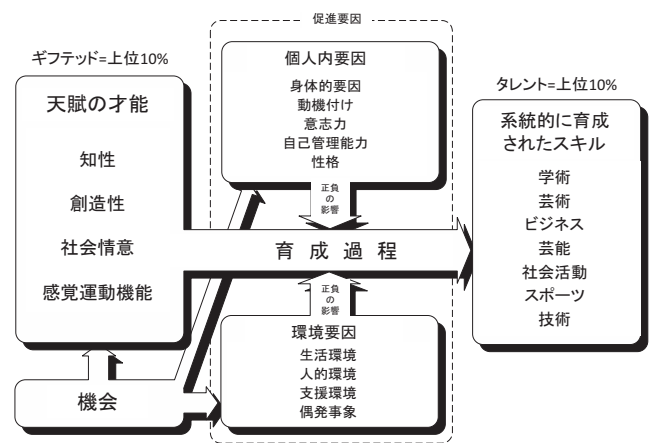 促進要因
ギフテッド=上位10%
天賦の才能
知性
創造性
社会情意
感覚運動機能
個人内要因
身体的要因
動機付け
意志力
自己管理能力
性格
正負
の
影響
育成過程
正負
の
影響
環境要因
生活環境
人的環境
支援環境
偶発事象
機会
タレント=上位10%
系統的に育成
されたスキル
学術
芸術
ビジネス
芸能
社会活動
スポーツ
技術